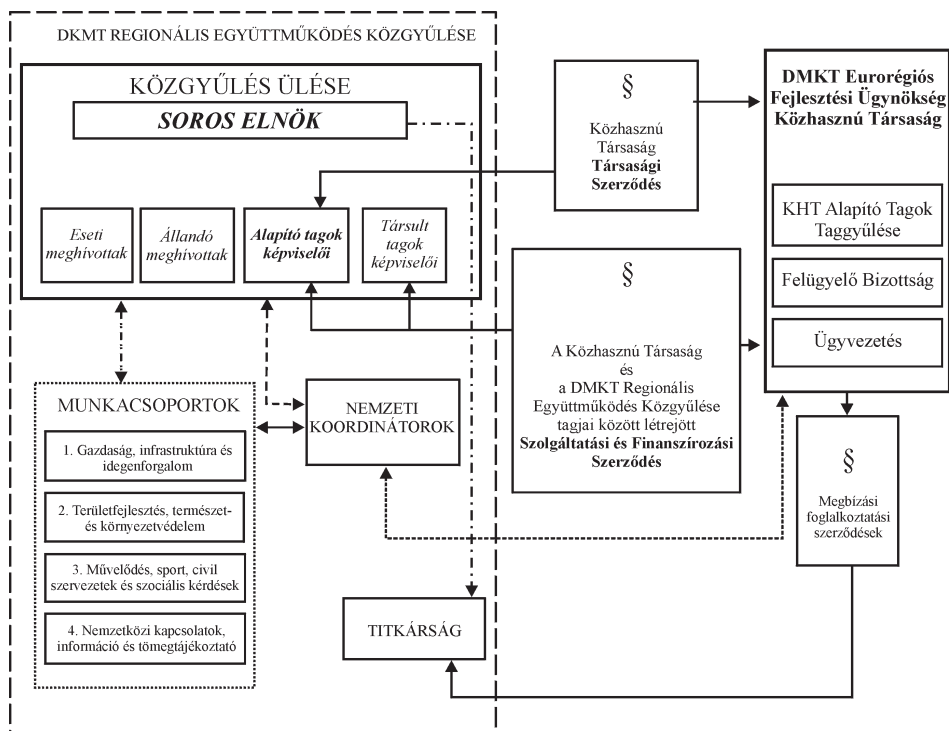 DKMT REGIONÁLIS EGYÜTTMŰKÖDÉS KÖZGYŰLÉSE
KÖZGYŰLÉS ÜLÉSE
SOROS ELNÖK
Eseti
meghívottak
Állandó
meghívottak
Alapító tagok
képviselői
Társult
tagok
képviselői
§
Közhasznú
Társaság
Társasági
Szerződés
DMKT Eurorégiós
Fejlesztési Ügynökség
Közhasznú Társaság
KHT Alapító Tagok
Taggyűlése
Felügyelő Bizottság
Ügyvezetés
§
A Közhasznú Társaság
és
a DMKT Regionális
Együttműködés Közgyűlése
tagjai között létrejött
Szolgáltatási és Finanszírozási
Szerződés
MUNKACSOPORTOK
1. Gazdaság, infrastruktúra és
idegenforgalom
2. Területfejlesztés, természet-
és környezetvédelem
3. Művelődés, sport, civil
szervezetek és szociális kérdések
4. Nemzetközi kapcsolatok,
információ és tömegtájékoztató
NEMZETI
KOORDINÁTOROK
§
Megbízási
foglalkoztatási
szerződések
TITKÁRSÁG